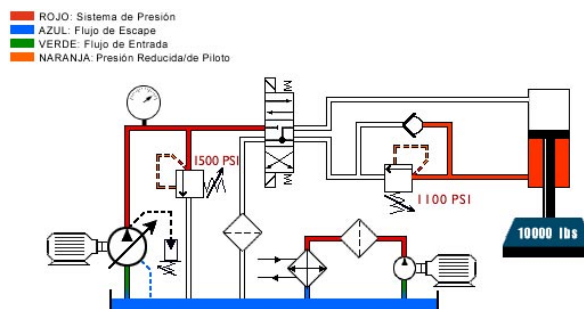 ROJO: Sistema de Presión
AZUL: Flujo de Escape
VERDE: Flujo de Entrada
NARANJA: Presión Reducida/de Piloto
1500 PSI
1100 PSI
10000 lbs